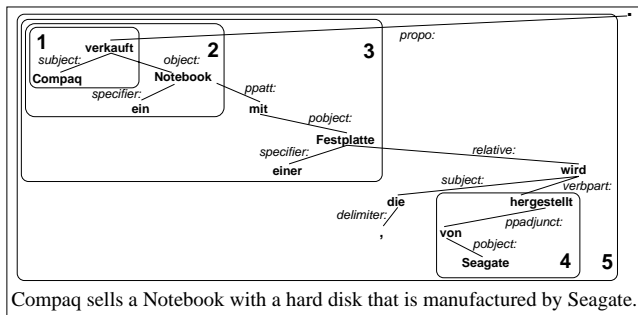 .
1 verkauft 2 3 propo:
subject: object:
Compaq Notebook
specifier: ppatt:
ein mit
pobject:
Festplatte
specifier: relative:
einer wird
subject: verbpart:
die hergestellt
delimiter: ppadjunct:
, von
pobject:
Seagate 4 5
Compaq sells a Notebook with a hard disk that is manufactured by Seagate.